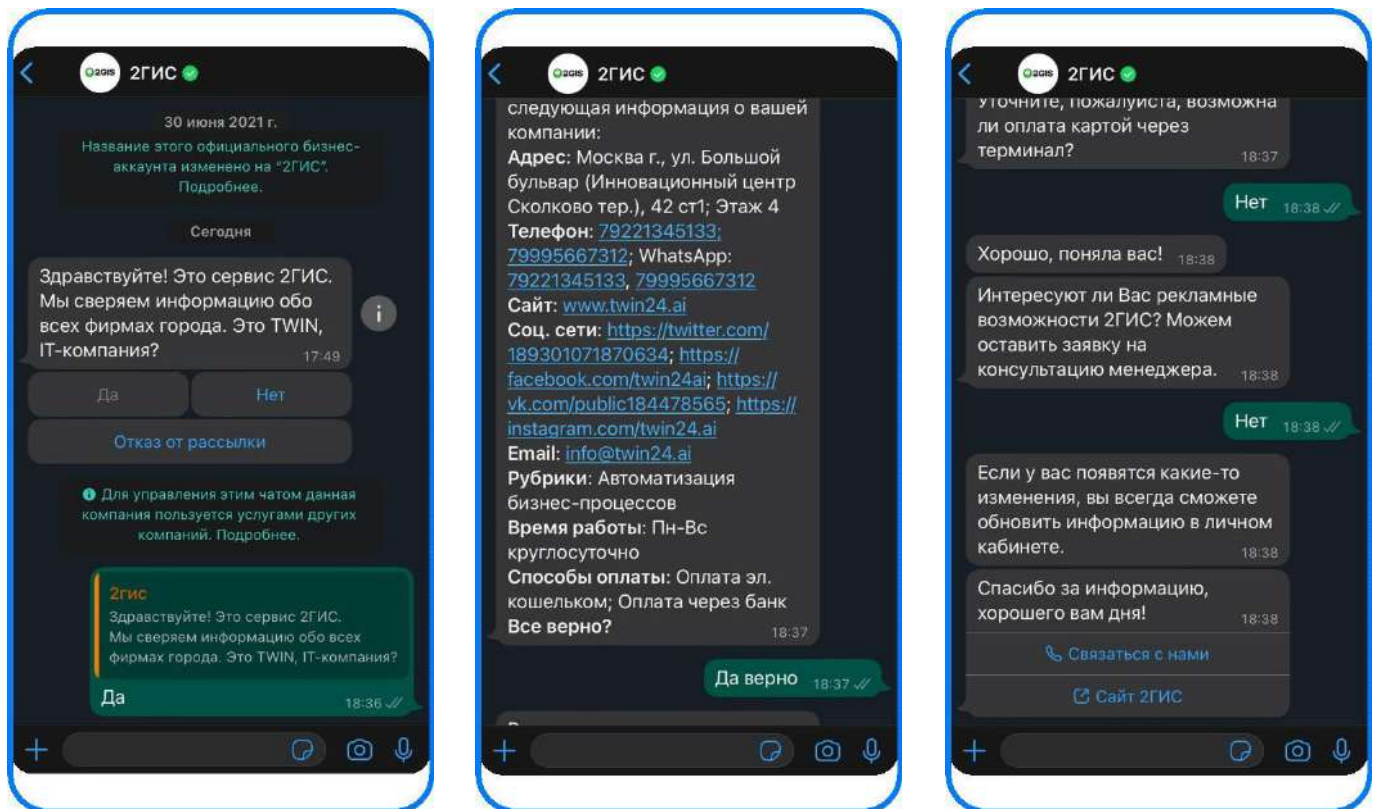 2GIS 2ГИС
30 июня 2021 г.
Название этого официального бизнес-
аккаунта изменено на “2ГИС”.
Подробнее.
Сегодня
Здравствуйте! Это сервис 2ГИС.
Мы сверяем информацию обо
всех фирмах города. Это TWIN,
IT-компания? 17:49
Да Нет
Отказ от рассылки
Для управления этим чатом данная
компания пользуется услугами других
компаний. Подробнее.
2гис
Здравствуйте! Это сервис 2ГИС.
Мы сверяем информацию обо всех
фирмах города. Это TWIN, IT-компания?
Да 18:36
2GIS 2ГИС
следующая информация о вашей
компании:
Адрес: Москва г., ул. Большой
бульвар (Инновационный центр
Сколково тер.), 42 ст1; Этаж 4
Телефон: 79221345133;
79995667312; WhatsApp:
79221345133, 79995667312
Сайт: www.twin24.ai
Соц. сети: https://twitter.com/
189301071870634; https://
facebook.com/twin24ai; https://
vk.com/public184478565; https://
instagram.com/twin24.ai
Email: info@twin24.ai
Рубрики: Автоматизация
бизнес-процессов
Время работы: Пн-Вс
круглосуточно
Способы оплаты: Оплата эл.
кошельком; Оплата через банк
Все верно? 18:37
Да верно 18:37
2GIS 2ГИС
Уточните, пожалуйста, возможна
ли оплата картой через
терминал? 18:37
Нет 18:38
Хорошо, поняла вас! 18:38
Интересуют ли Вас рекламные
возможности 2ГИС? Можем
оставить заявку на
консультацию менеджера. 18:38
Нет 18:38
Если у вас появятся какие-то
изменения, вы всегда сможете
обновить информацию в личном
кабинете. 18:38
Спасибо за информацию,
хорошего вам дня! 18:38
Связаться с нами
Сайт 2ГИС